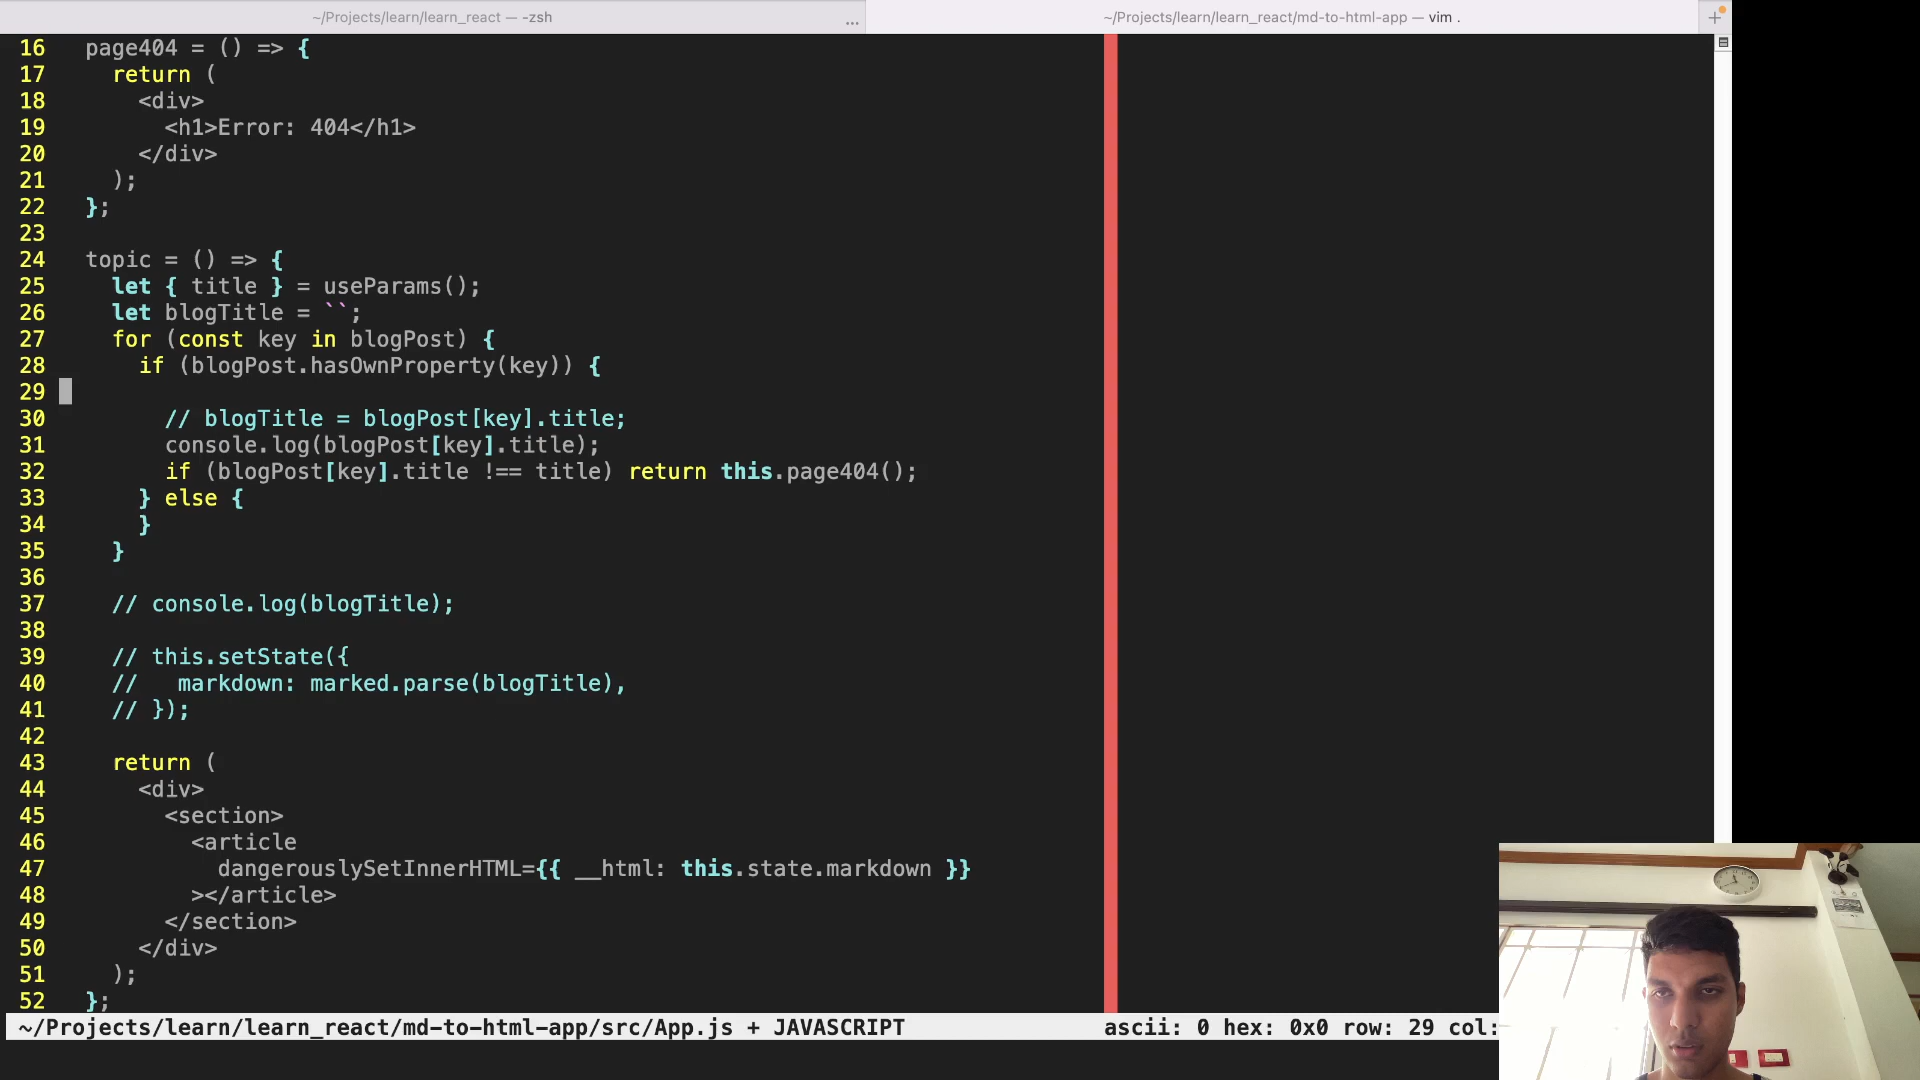 ~/Projects/learn/learn_react — -zsh
...
~/Projects/learn/learn_react/md-to-html-app — vim .
+
16   page404 = () => {
17     return (
18       <div>
19         <h1>Error: 404</h1>
20       </div>
21     );
22   };
23
24   topic = () => {
25     let { title } = useParams();
26     let blogTitle = ``;
27     for (const key in blogPost) {
28       if (blogPost.hasOwnProperty(key)) {
29
30         // blogTitle = blogPost[key].title;
31         console.log(blogPost[key].title);
32         if (blogPost[key].title !== title) return this.page404();
33       } else {
34       }
35     }
36
37     // console.log(blogTitle);
38
39     // this.setState({
40     //   markdown: marked.parse(blogTitle),
41     // });
42
43     return (
44       <div>
45         <section>
46           <article
47             dangerouslySetInnerHTML={{ __html: this.state.markdown }}
48           ></article>
49         </section>
50       </div>
51     );
52   };
~/Projects/learn/learn_react/md-to-html-app/src/App.js + JAVASCRIPT
ascii: 0 hex: 0x0 row: 29 col: